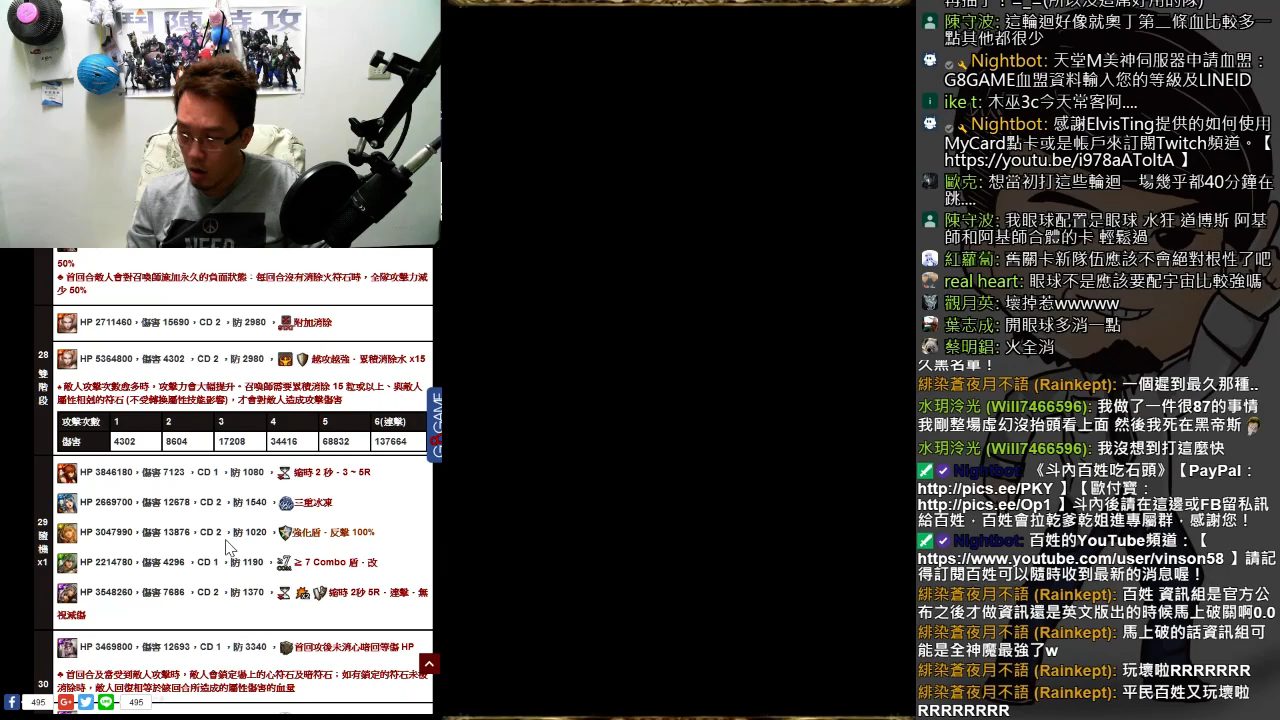 鬥陣特攻
NEED
50%
♣ 首回合敵人會對召喚師施加永久的負面狀態：每回合沒有消除火符石時，全隊攻擊力減
少 50%
HP 2711460，傷害 15690，CD 2 ，防 2980 ，附加消除
28
雙
階
段
HP 5364800，傷害 4302，CD 2 ，防 2980 ，越攻越強．累積消除水 x15
♠ 敵人攻擊次數愈多時，攻擊力會大幅提升。召喚師需要累積消除 15 粒或以上、與敵人
屬性相剋的符石 (不受轉換屬性技能影響)，才會對敵人造成攻擊傷害
攻擊次數 1 2 3 4 5 6(連擊)
傷害 4302 8604 17208 34416 68832 137664
29
隨
機
x1
HP 3846180，傷害 7123，CD 1 ，防 1080 ，縮時 2 秒．3 ~ 5R
HP 2669700，傷害 12678，CD 2 ，防 1540 ，三重冰凍
HP 3047990，傷害 13876，CD 2 ，防 1020 ，強化盾．反擊 100%
HP 2214780，傷害 4296，CD 1 ，防 1190 ，≥ 7 Combo 盾．改
HP 3548260，傷害 7686，CD 2 ，防 1370 ，縮時 2秒 5R．連擊．無
視減傷
30
HP 3469800，傷害 12693，CD 1 ，防 3340 ，首回攻後未消心暗回等傷 HP
♣ 首回合及當受到敵人攻擊時，敵人會鎖定場上的心符石及暗符石；如有鎖定的符石未被
消除時，敵人回復相等於該回合所造成的屬性傷害的血量
495
495
陳守波: 這輪迴好像就奧丁第二條血比較多一
點其他都很少
Nightbot: 天堂M美神伺服器申請血盟：
G8GAME血盟資料輸入您的等級及LINEID
ike t: 木巫3c今天常客阿....
Nightbot: 感謝ElvisTing提供的如何使用
MyCard點卡或是帳戶來訂閱Twitch頻道。【
https://youtu.be/i978aAToltA 】
歐克: 想當初打這些輪迴一場幾乎都40分鐘在
跳....
陳守波: 我眼球配置是眼球 水狂 道博斯 阿基
師和阿基師合體的卡 輕鬆過
紅蘿蔔: 舊關卡新隊伍應該不會絕對根性了吧
real heart: 眼球不是應該要配宇宙比較強嗎
觀月英: 壞掉惹wwwww
葉志成: 開眼球多消一點
蔡明錩: 火全消
久黑名單！
緋染蒼夜月不語 (Rainkept): 一個遲到最久那種..
水玥泠光 (Will7466596): 我做了一件很87的事情
我剛整場虛幻沒抬頭看上面 然後我死在黑帝斯
水玥泠光 (Will7466596): 我沒想到打這麼快
Nightbot: 《斗內百姓吃石頭》【PayPal：
http://pics.ee/PKY 】【歐付寶：
http://pics.ee/Op1 】斗內後請在這邊或FB留私訊
給百姓，百姓會拉乾爹乾姐進專屬群，感謝您！
Nightbot: 百姓的YouTube頻道：【
https://www.youtube.com/user/vinson58 】請記
得訂閱百姓可以隨時收到最新的消息喔！
緋染蒼夜月不語 (Rainkept): 百姓 資訊組是官方公
布之後才做資訊還是英文版出的時候馬上破關啊0.0
緋染蒼夜月不語 (Rainkept): 馬上破的話資訊組可
能是全神魔最強了w
緋染蒼夜月不語 (Rainkept): 玩壞啦RRRRRRR
緋染蒼夜月不語 (Rainkept): 平民百姓又玩壞啦
RRRRRRRR